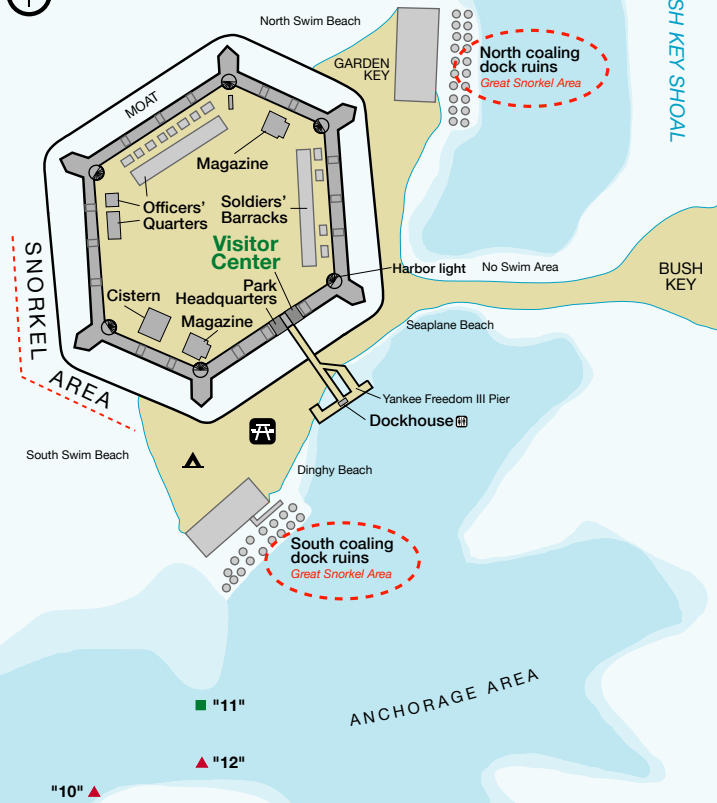 North Swim Beach
GARDEN
KEY
North coaling
dock ruins
Great Snorkel Area
SH KEY SHOAL
MOAT
Magazine
Officers'
Quarters
Soldiers'
Barracks
Visitor
Center
Harbor light
No Swim Area
BUSH
KEY
Park
Headquarters
Cistern
Magazine
Seaplane Beach
SNORKEL AREA
Yankee Freedom III Pier
Dockhouse
South Swim Beach
Dinghy Beach
South coaling
dock ruins
Great Snorkel Area
ANCHORAGE AREA
"11"
"12"
"10"